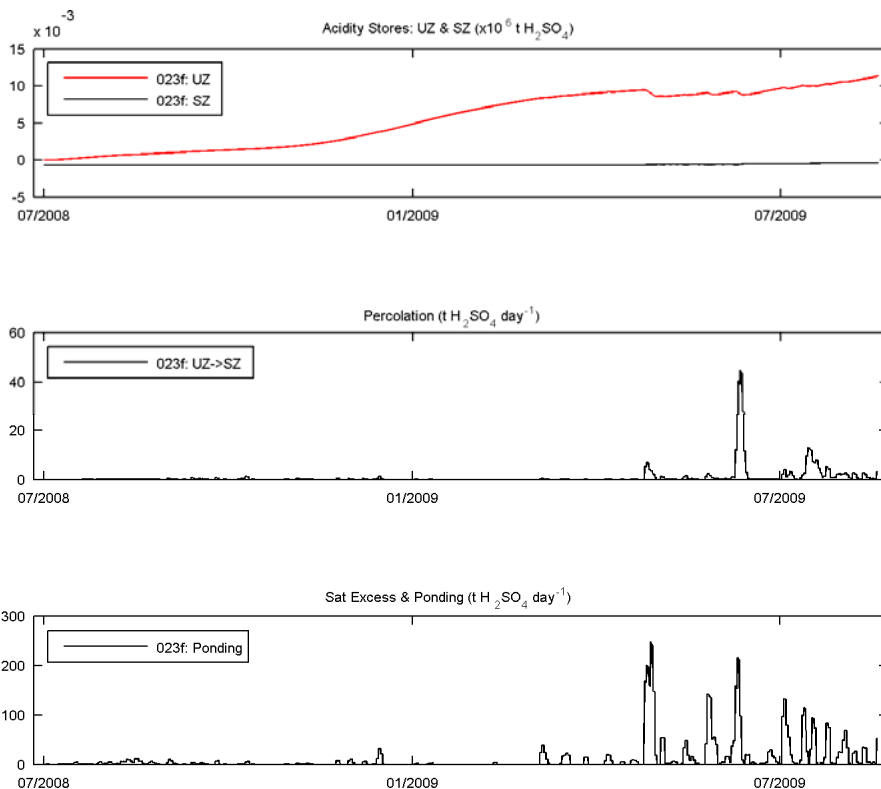 x 10⁻³
Acidity Stores: UZ & SZ (x10⁶ t H₂SO₄)
15
10
5
0
-5
023f: UZ
023f: SZ
07/2008
01/2009
07/2009
Percolation (t H₂SO₄ day⁻¹)
60
40
20
0
023f: UZ->SZ
07/2008
01/2009
07/2009
Sat Excess & Ponding (t H₂SO₄ day⁻¹)
300
200
100
0
023f: Ponding
07/2008
01/2009
07/2009